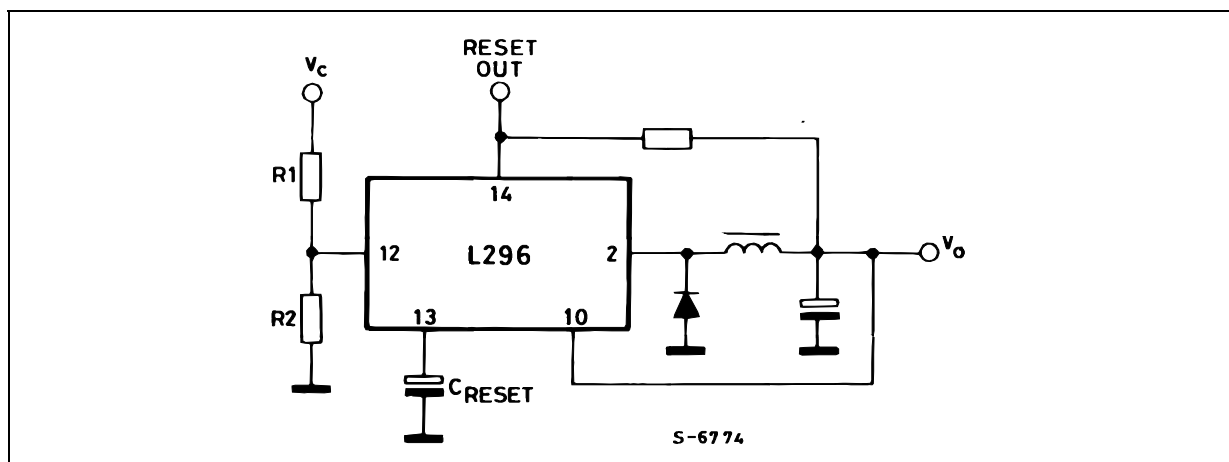 RESET
OUT
Vc
R1
14
12
L296
2
Vo
R2
13
10
CRESET
S-6774